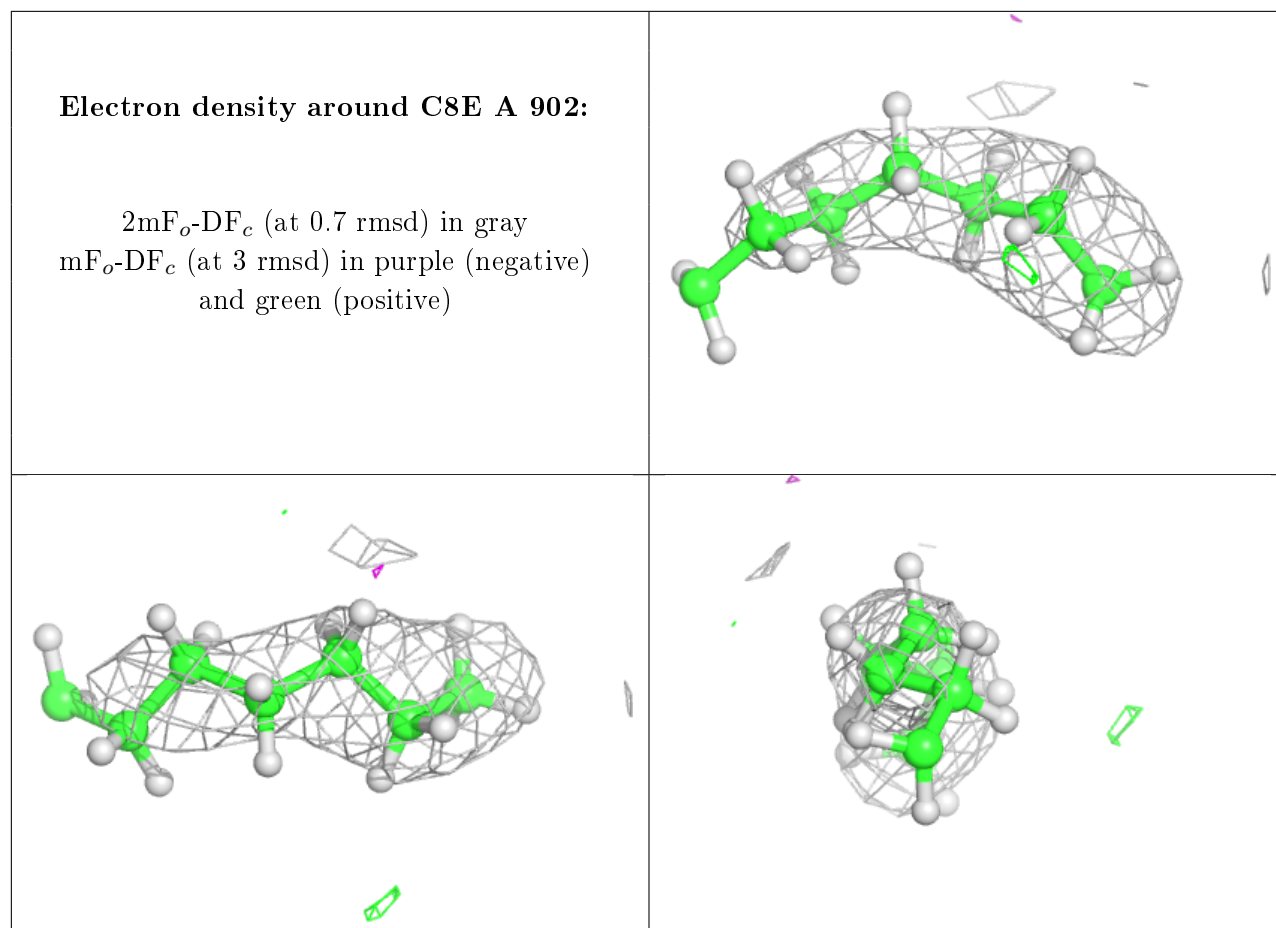 Electron density around C8E A 902:
2mFo-DFc (at 0.7 rmsd) in gray
mFo-DFc (at 3 rmsd) in purple (negative)
and green (positive)